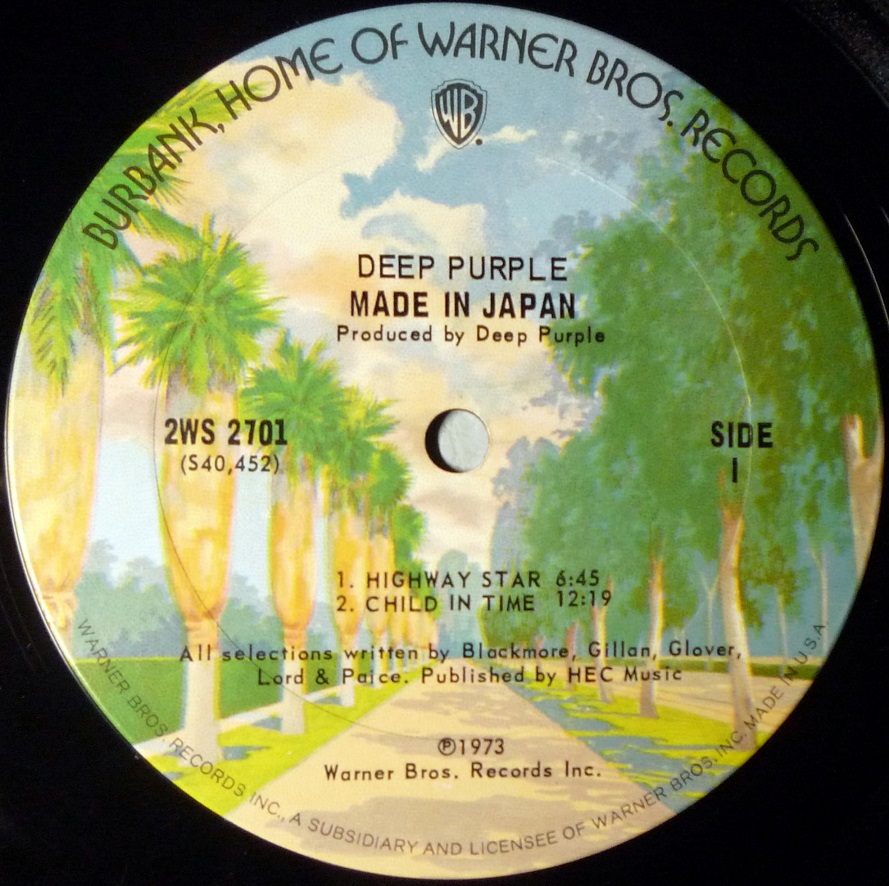 BURBANK, HOME OF WARNER BROS. RECORDS
WB
DEEP PURPLE
MADE IN JAPAN
Produced by Deep Purple
2WS 2701
(S40,452)
SIDE
1
1. HIGHWAY STAR 6:45
2. CHILD IN TIME 12:19
All selections written by Blackmore, Gillan, Glover,
Lord & Paice. Published by HEC Music
℗1973
Warner Bros. Records Inc.
WARNER BROS. RECORDS INC., A SUBSIDIARY AND LICENSEE OF WARNER BROS. INC. MADE IN U.S.A.